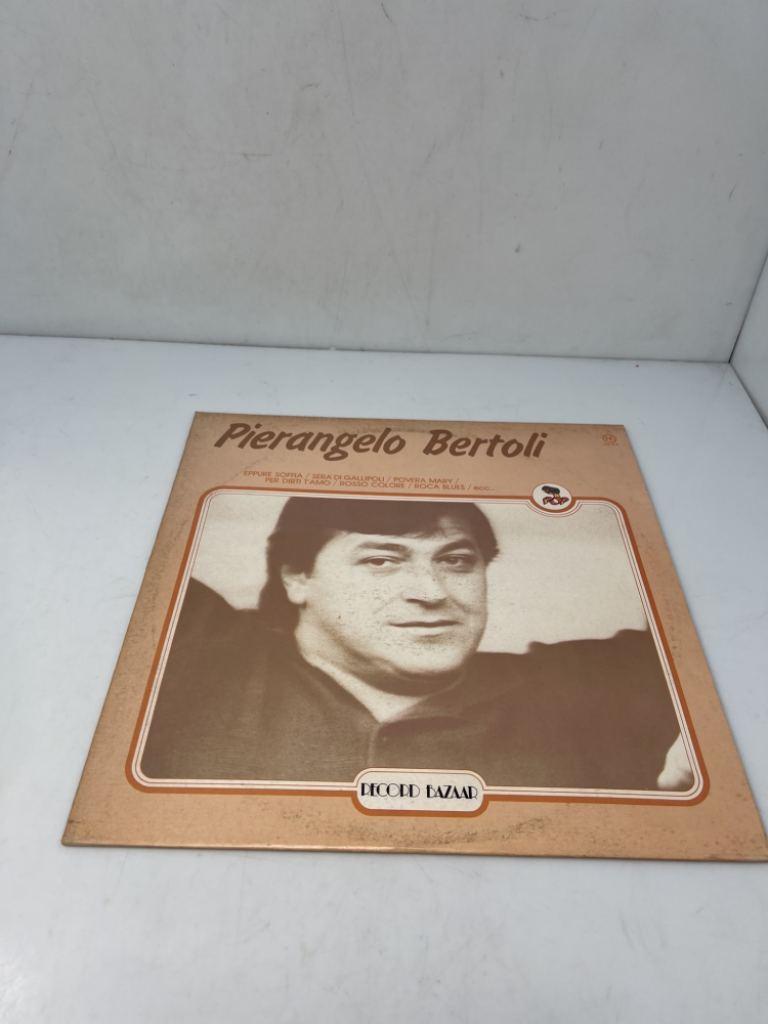 Pierangelo Bertoli
EPPURE SOFFIA / SERA DI GALLIPOLI / POVERA MARY /
PER DIRTI T'AMO / ROSSO COLORE / ROCA BLUES / ecc..
POP
RECORD BAZAAR